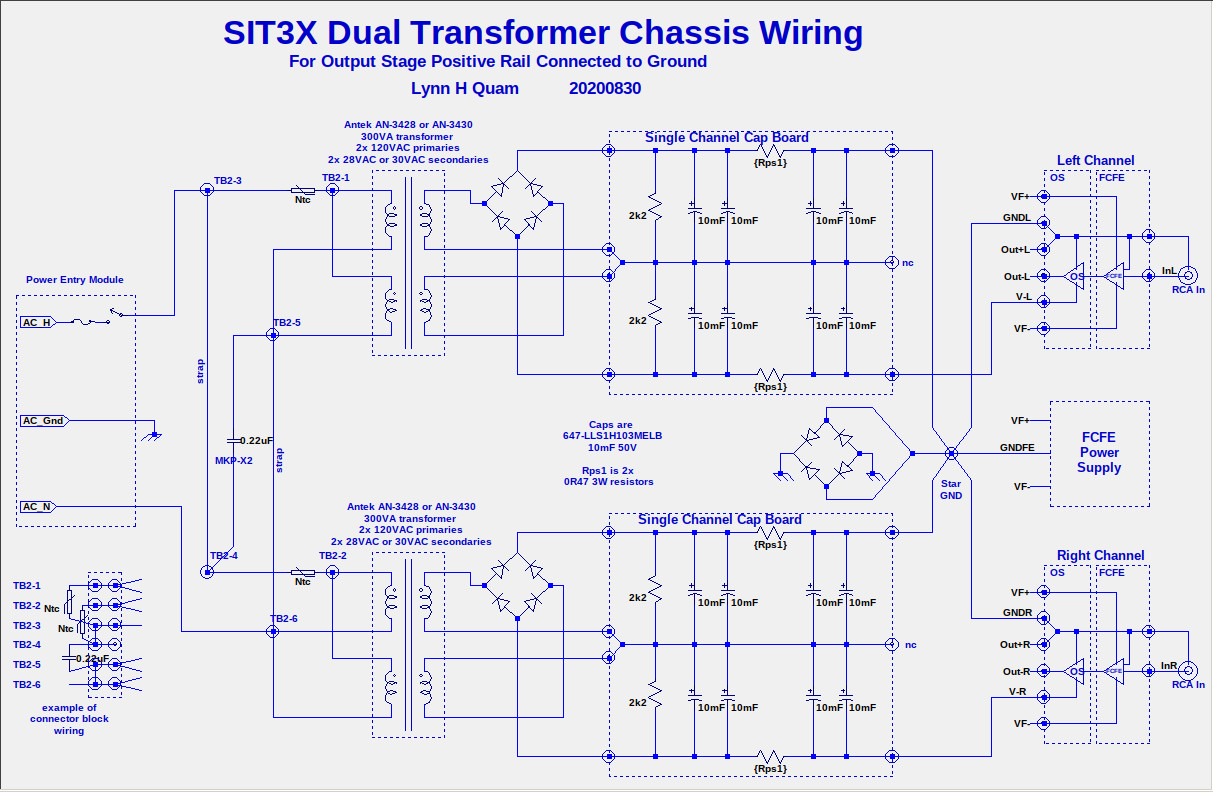 SIT3X Dual Transformer Chassis Wiring
For Output Stage Positive Rail Connected to Ground
Lynn H Quam 20200830
Antek AN-3428 or AN-3430
300VA transformer
2x 120VAC primaries
2x 28VAC or 30VAC secondaries
Single Channel Cap Board
{Rps1}
Left Channel
OS FCFE
TB2-3
TB2-1
Ntc
VF+
GNDL
Out+L
Out-L
V-L
VF-
OS
FCFE
InL
RCA In
2k2
10mF 10mF 10mF 10mF
nc
2k2
10mF 10mF 10mF 10mF
{Rps1}
Power Entry Module
AC_H
AC_Gnd
AC_N
TB2-5
strap
0.22uF
MKP-X2
strap
Caps are
647-LLS1H103MELB
10mF 50V
Rps1 is 2x
0R47 3W resistors
Star
GND
VF+
GNDFE
VF-
FCFE
Power
Supply
Antek AN-3428 or AN-3430
300VA transformer
2x 120VAC primaries
2x 28VAC or 30VAC secondaries
Single Channel Cap Board
{Rps1}
Right Channel
OS FCFE
TB2-4
TB2-2
Ntc
TB2-6
2k2
10mF 10mF 10mF 10mF
nc
2k2
10mF 10mF 10mF 10mF
{Rps1}
VF+
GNDR
Out+R
Out-R
V-R
VF-
OS
FCFE
InR
RCA In
TB2-1
TB2-2
TB2-3
TB2-4
TB2-5
TB2-6
Ntc
Ntc
0.22uF
example of
connector block
wiring